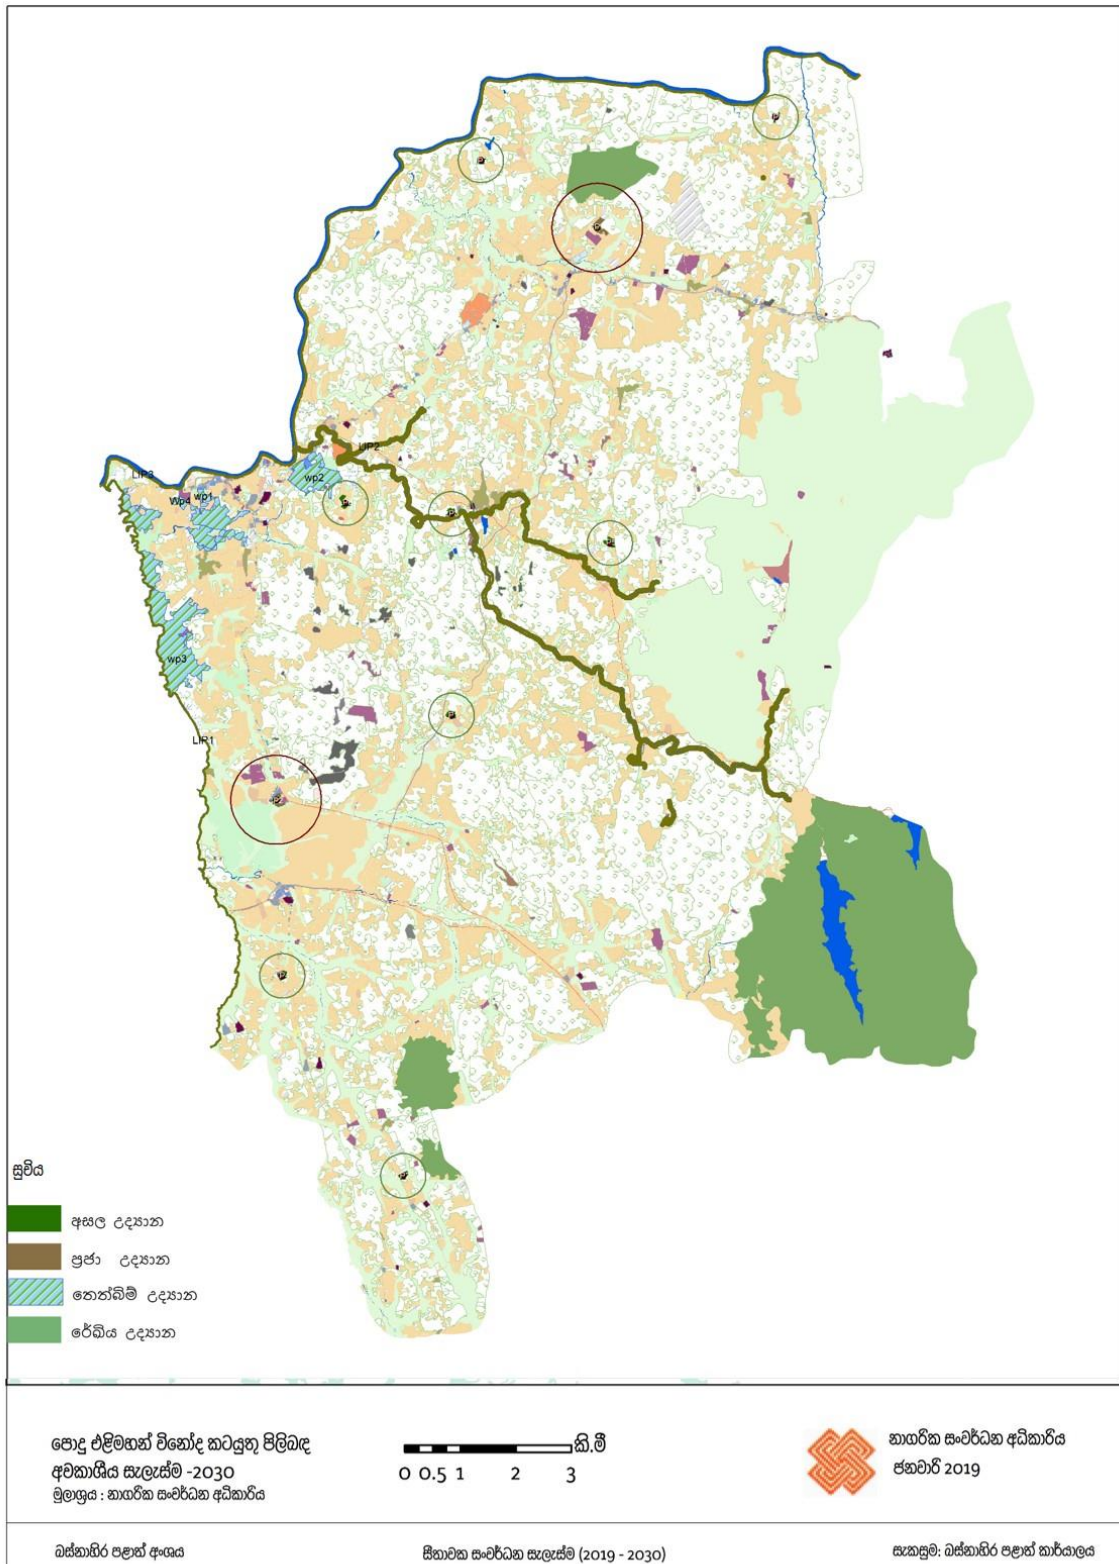 LIP2
LIP3
wp2
Wp4
wp1
wp3
LIP1
සුචිය
අසල උද්‍යාන
ප්‍රජා උද්‍යාන
තෙත්බිම් උද්‍යාන
රේඛීය උද්‍යාන
පොදු එළිමහන් විනෝද කටයුතු පිලිබඳ
අවකාශීය සැලැස්ම -2030
මූලාශ්‍රය : නාගරික සංවර්ධන අධිකාරිය
කි.මී
0 0.5 1 2 3
නාගරික සංවර්ධන අධිකාරිය
ජනවාරි 2019
බස්නාහිර පළාත් අංශය
සීතාවක සංවර්ධන සැලැස්ම (2019 - 2030)
සැකසුම: බස්නාහිර පළාත් කාර්යාලය